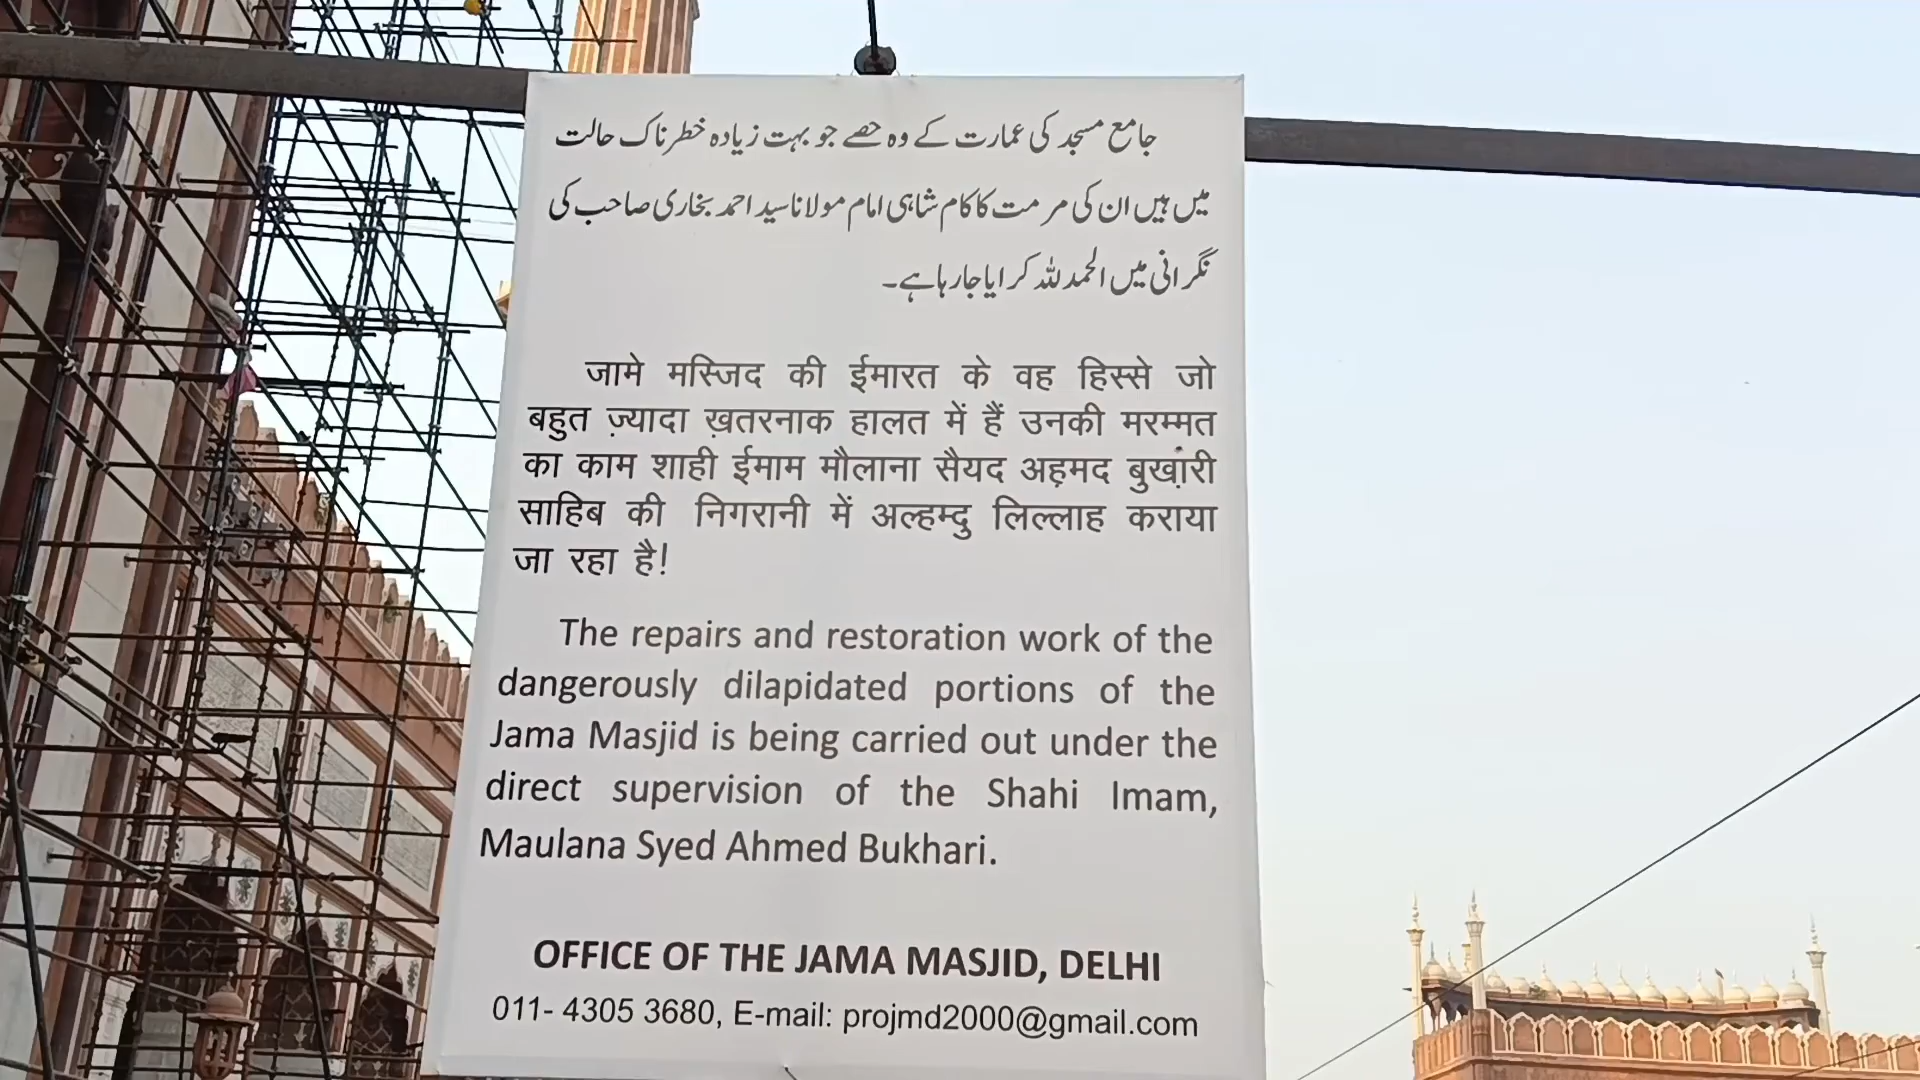 جامع مسجد کی عمارت کے وہ حصے جو بہت زیادہ خطرناک حالت
میں ہیں ان کی مرمت کا کام شاہی امام مولانا سید احمد بخاری صاحب کی
نگرانی میں الحمد للہ کرایا جا رہا ہے۔
जामे मस्जिद की ईमारत के वह हिस्से जो
बहुत ज़्यादा ख़तरनाक हालत में हैं उनकी मरम्मत
का काम शाही ईमाम मौलाना सैयद अह़मद बुख़ारी
साहिब की निगरानी में अल्हम्दु लिल्लाह कराया
जा रहा है!
The repairs and restoration work of the
dangerously dilapidated portions of the
Jama Masjid is being carried out under the
direct supervision of the Shahi Imam,
Maulana Syed Ahmed Bukhari.
OFFICE OF THE JAMA MASJID, DELHI
011- 4305 3680, E-mail: projmd2000@gmail.com